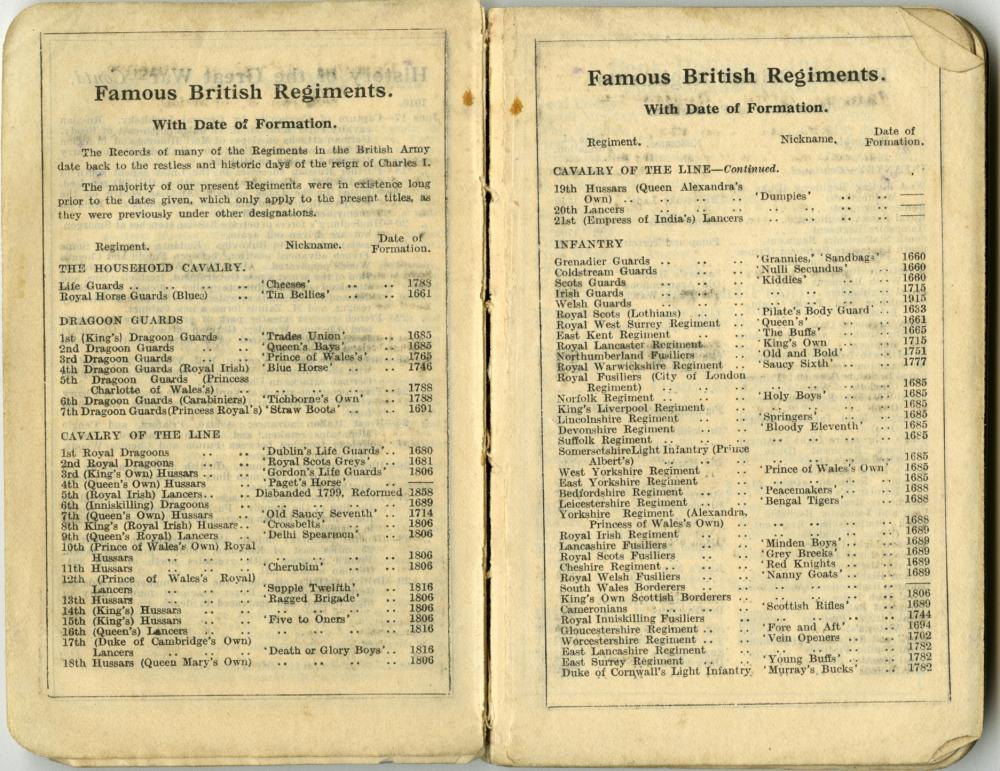 Famous British Regiments.
With Date of Formation.
The Records of many of the Regiments in the British Army
date back to the restless and historic days of the reign of Charles I.
The majority of our present Regiments were in existence long
prior to the dates given, which only apply to the present titles, as
they were previously under other designations.
Regiment. Nickname. Date of
Formation.
THE HOUSEHOLD CAVALRY.
Life Guards .. .. .. 'Cheeses' .. .. 1788
Royal Horse Guards (Blues) .. 'Tin Bellies' .. .. 1661
DRAGOON GUARDS
1st (King's) Dragoon Guards .. 'Trades Union' .. 1685
2nd Dragoon Guards .. .. 'Queen's Bays' .. 1685
3rd Dragoon Guards .. .. 'Prince of Wales's' .. 1765
4th Dragoon Guards (Royal Irish) 'Blue Horse' .. .. 1746
5th Dragoon Guards (Princess
Charlotte of Wales's) .. .. .. .. .. 1788
6th Dragoon Guards (Carabiniers) 'Tichborne's Own' .. 1788
7th Dragoon Guards (Princess Royal's) 'Straw Boots' .. .. 1691
CAVALRY OF THE LINE
1st Royal Dragoons .. .. 'Dublin's Life Guards' .. 1680
2nd Royal Dragoons .. .. 'Royal Scots Greys' .. 1681
3rd (King's Own) Hussars .. .. 'Gordon's Life Guards' 1806
4th (Queen's Own) Hussars .. 'Paget's Horse' .. ——
5th (Royal Irish) Lancers .. .. Disbanded 1799, Reformed 1858
6th (Inniskilling) Dragoons .. .. .. .. .. 1689
7th (Queen's Own) Hussars .. 'Old Saucy Seventh' .. 1714
8th King's (Royal Irish) Hussars .. 'Crossbelts' .. .. 1806
9th (Queen's Royal) Lancers .. 'Delhi Spearmen' .. 1806
10th (Prince of Wales's Own) Royal
Hussars .. .. .. .. .. .. .. 1806
11th Hussars .. .. .. 'Cherubim' .. .. 1806
12th (Prince of Wales's Royal)
Lancers .. .. .. 'Supple Twelfth' .. 1816
13th Hussars .. .. .. 'Ragged Brigade' .. 1806
14th (King's) Hussars .. .. .. .. .. .. 1806
15th (King's) Hussars .. .. 'Five to Oners' .. 1806
16th (Queen's) Lancers .. .. .. .. .. .. 1816
17th (Duke of Cambridge's Own)
Lancers .. .. .. 'Death or Glory Boys' .. 1816
18th Hussars (Queen Mary's Own) .. .. .. .. 1806
Famous British Regiments.
With Date of Formation.
Regiment. Nickname. Date of
Formation.
CAVALRY OF THE LINE—Continued.
19th Hussars (Queen Alexandra's
Own) .. .. .. .. 'Dumpies' .. .. ——
20th Lancers .. .. .. .. .. .. ——
21st (Empress of India's) Lancers .. .. .. ——
INFANTRY
Grenadier Guards .. .. .. 'Grannies,' 'Sandbags' 1660
Coldstream Guards .. .. 'Nulli Secundus' .. 1660
Scots Guards .. .. .. 'Kiddies' .. .. 1660
Irish Guards .. .. .. .. .. .. 1715
Welsh Guards .. .. .. .. .. .. 1915
Royal Scots (Lothians) .. .. 'Pilate's Body Guard' .. 1633
Royal West Surrey Regiment .. 'Queen's' .. .. 1661
East Kent Regiment .. .. 'The Buffs' .. .. 1665
Royal Lancaster Regiment .. 'King's Own .. .. 1715
Northumberland Fusiliers .. 'Old and Bold' .. 1751
Royal Warwickshire Regiment .. 'Saucy Sixth' .. .. 1777
Royal Fusiliers (City of London
Regiment) .. .. .. .. .. .. 1685
Norfolk Regiment .. .. .. 'Holy Boys' .. .. 1685
King's Liverpool Regiment .. .. .. .. .. 1685
Lincolnshire Regiment .. .. 'Springers' .. .. 1685
Devonshire Regiment .. .. 'Bloody Eleventh' .. 1685
Suffolk Regiment .. .. .. .. .. .. 1685
Somersetshire Light Infantry (Prince
Albert's) .. .. .. .. .. .. 1685
West Yorkshire Regiment .. 'Prince of Wales's Own' 1685
East Yorkshire Regiment .. .. .. .. .. 1685
Bedfordshire Regiment .. .. 'Peacemakers' .. .. 1688
Leicestershire Regiment .. .. 'Bengal Tigers' .. 1688
Yorkshire Regiment (Alexandra,
Princess of Wales's Own) .. .. .. .. 1688
Royal Irish Regiment .. .. .. .. .. 1689
Lancashire Fusiliers .. .. 'Minden Boys' .. .. 1689
Royal Scots Fusiliers .. .. 'Grey Breeks' .. .. 1689
Cheshire Regiment .. .. .. 'Red Knights' .. .. 1689
Royal Welsh Fusiliers .. .. 'Nanny Goats' .. .. 1689
South Wales Borderers .. .. .. .. ..
King's Own Scottish Borderers .. .. .. .. 1806
Cameronians .. .. .. 'Scottish Rifles' .. 1689
Royal Inniskilling Fusiliers .. .. .. .. .. 1744
Gloucestershire Regiment .. .. 'Fore and Aft' .. .. 1694
Worcestershire Regiment .. .. 'Vein Openers' .. .. 1702
East Lancashire Regiment .. .. .. .. .. 1782
East Surrey Regiment .. .. 'Young Buffs' .. .. 1782
Duke of Cornwall's Light Infantry 'Murray's Bucks' .. 1782